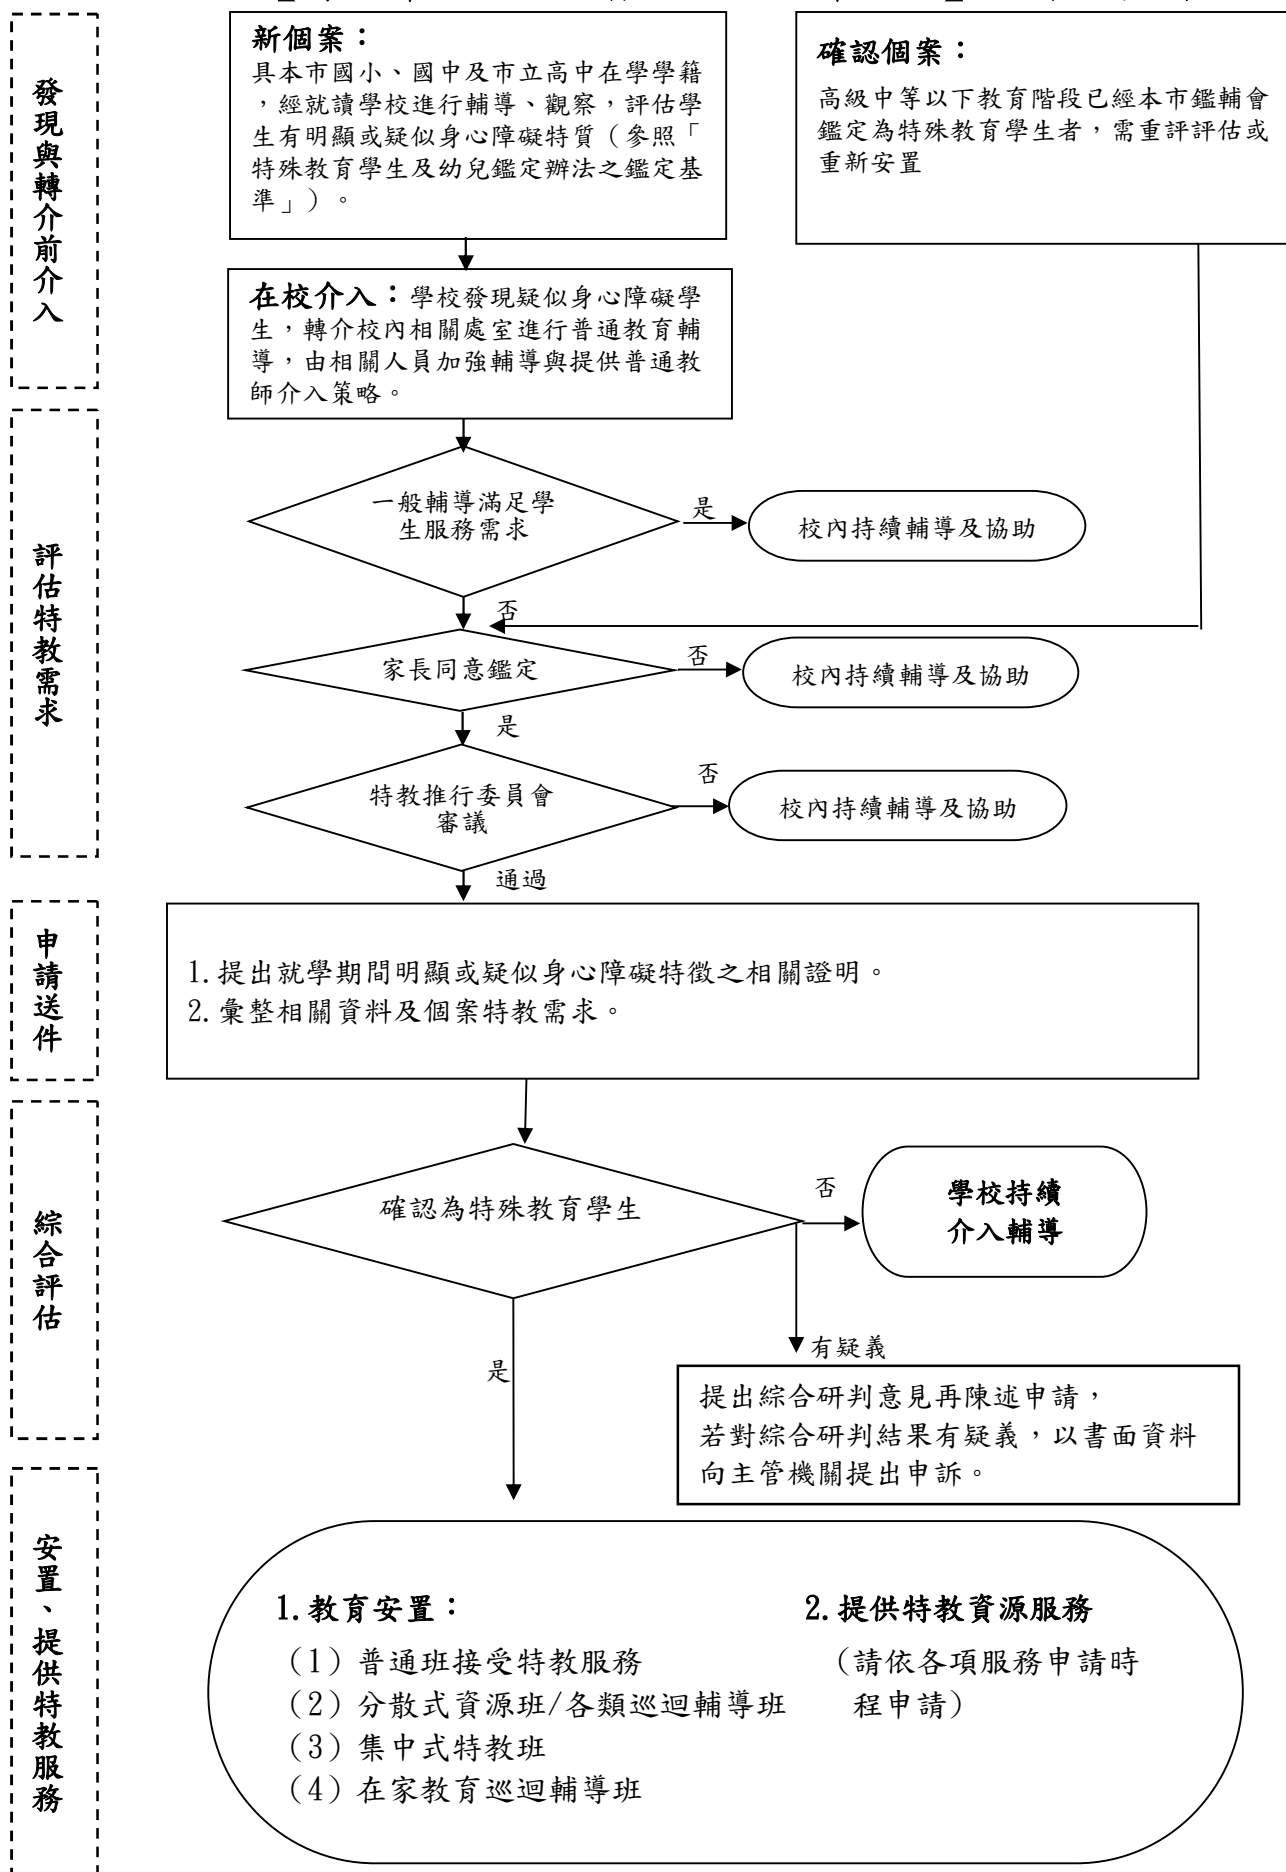 發現與轉介前介入
新個案：
具本市國小、國中及市立高中在學學籍
，經就讀學校進行輔導、觀察，評估學
生有明顯或疑似身心障礙特質（參照「
特殊教育學生及幼兒鑑定辦法之鑑定基
準」）。
確認個案：
高級中等以下教育階段已經本市鑑輔會
鑑定為特殊教育學生者，需重評評估或
重新安置
在校介入：學校發現疑似身心障礙學
生，轉介校內相關處室進行普通教育輔
導，由相關人員加強輔導與提供普通教
師介入策略。
評估特教需求
一般輔導滿足學
生服務需求
是
校內持續輔導及協助
否
家長同意鑑定
否
校內持續輔導及協助
是
特教推行委員會
審議
否
校內持續輔導及協助
通過
申請送件
1.提出就學期間明顯或疑似身心障礙特徵之相關證明。
2.彙整相關資料及個案特教需求。
綜合評估
確認為特殊教育學生
否
學校持續
介入輔導
是
有疑義
提出綜合研判意見再陳述申請，
若對綜合研判結果有疑義，以書面資料
向主管機關提出申訴。
安置、提供特教服務
1.教育安置：
（1）普通班接受特教服務
（2）分散式資源班/各類巡迴輔導班
（3）集中式特教班
（4）在家教育巡迴輔導班
2.提供特教資源服務
（請依各項服務申請時
程申請）